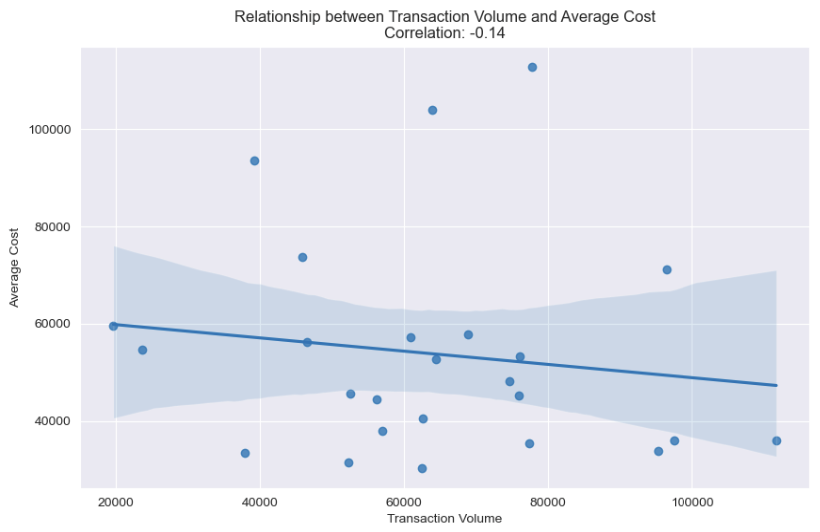 Relationship between Transaction Volume and Average Cost
Correlation: -0.14
Average Cost
100000
80000
60000
40000
20000 40000 60000 80000 100000
Transaction Volume